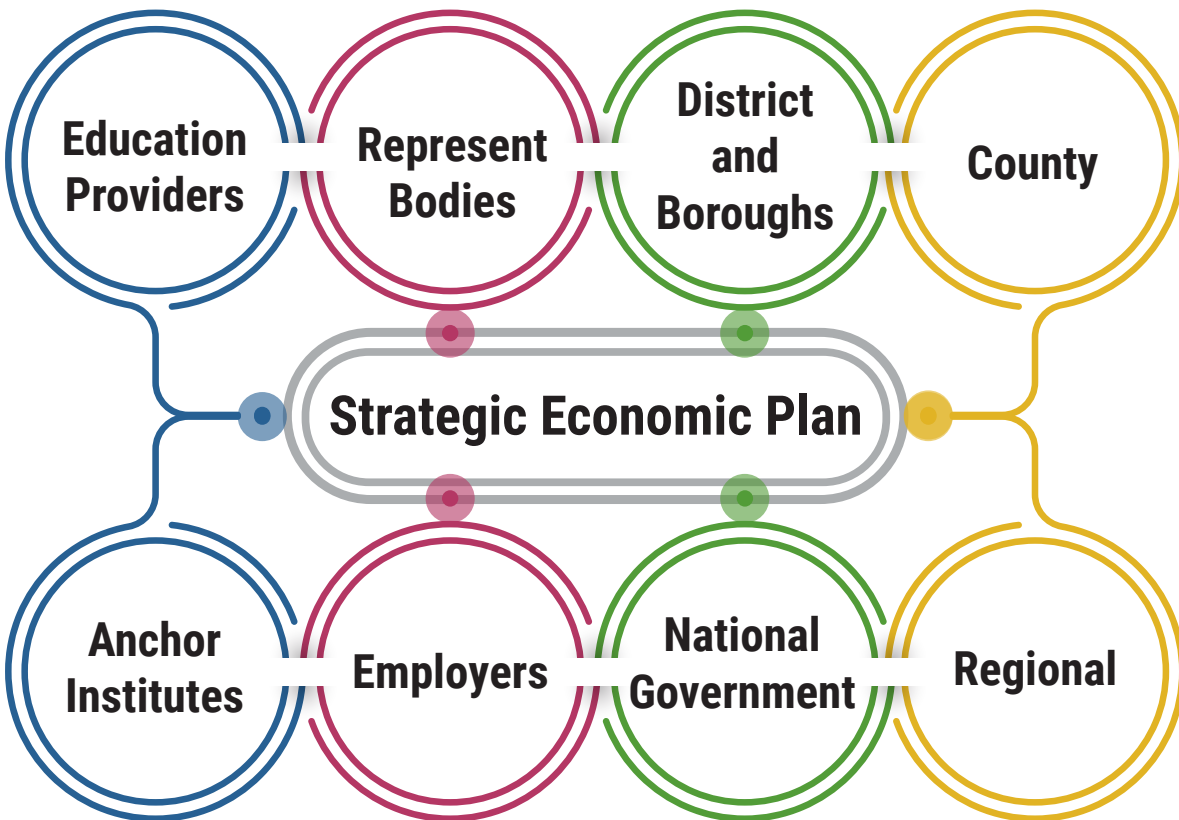 Education
Providers
Represent
Bodies
District
and
Boroughs
County
Strategic Economic Plan
Anchor
Institutes
Employers
National
Government
Regional